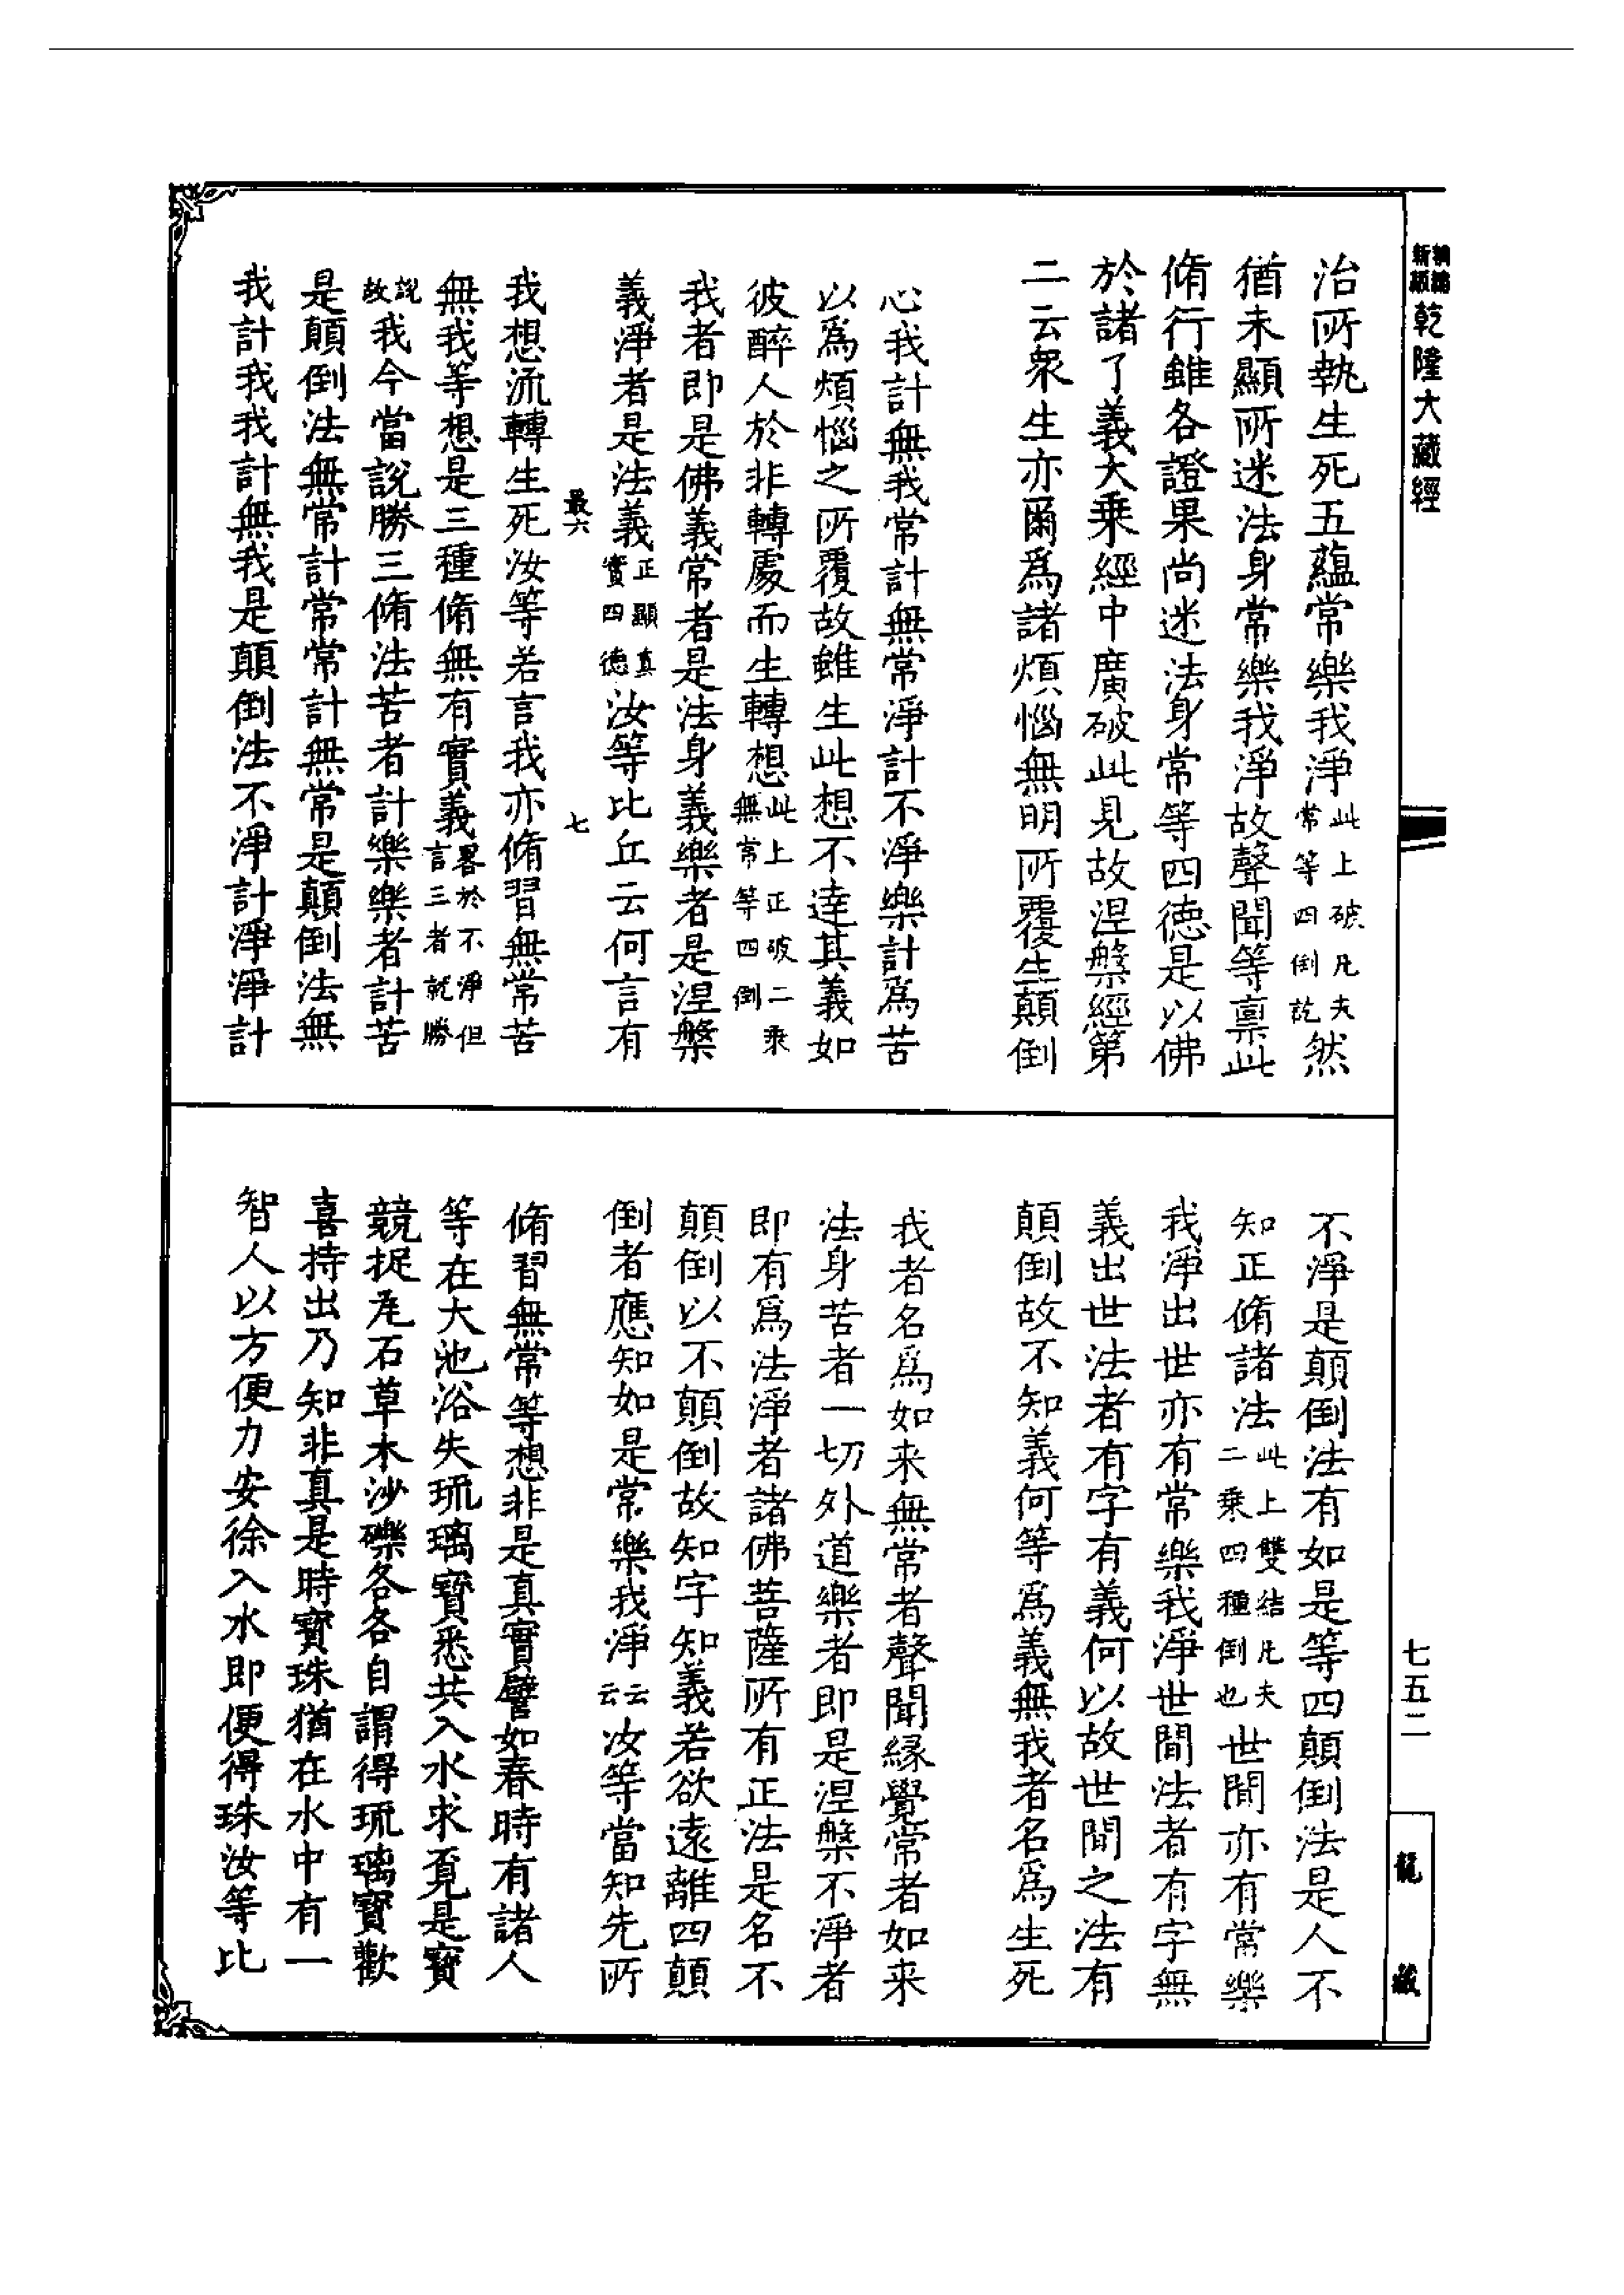 新編縮版乾隆大藏經
治所執生死五蘊常樂我淨此上破凡夫常等四倒訖然
猶未顯所迷法身常樂我淨故聲聞等稟此
脩行雖各證果尚迷法身常等四德是以佛
於諸了義大乘經中廣破此見故涅槃經第
二云衆生亦爾爲諸煩惱無明所覆生顛倒
心我計無我常計無常淨計不淨樂計爲苦
以爲煩惱之所覆故雖生此想不達其義如
彼醉人於非轉處而生轉想此上正破二乘無常等四倒
我者即是佛義常者是法身義樂者是涅槃
義淨者是法義正顯真實四德汝等比丘云何言有
最六 七
我想流轉生死汝等若言我亦脩習無常苦
無我等想是三種脩無有實義畧於不淨但言三者就勝
說故我今當說勝三脩法苦者計樂樂者計苦
是顛倒法無常計常常計無常是顛倒法無
我計我我計無我是顛倒法不淨計淨淨計
不淨是顛倒法有如是等四顛倒法是人不
知正脩諸法此上雙結凡夫二乘四種倒也世間亦有常樂
我淨出世亦有常樂我淨世間法者有字無
義出世法者有字有義何以故世間之法有
顛倒故不知義何等爲義無我者名爲生死
我者名爲如来無常者聲聞緣覺常者如来
法身苦者一切外道樂者即是涅槃不淨者
即有爲法淨者諸佛菩薩所有正法是名不
顛倒以不顛倒故知字知義若欲遠離四顛
倒者應知如是常樂我淨云云汝等當知先所
脩習無常等想非是真實譬如春時有諸人
等在大池浴失琉璃寶悉共入水求覓是寶
競捉瓦石草木沙礫各各自謂得琉璃寶歡
喜持出乃知非真是時寶珠猶在水中有一
智人以方便力安徐入水即便得珠汝等比
七五二
龍藏